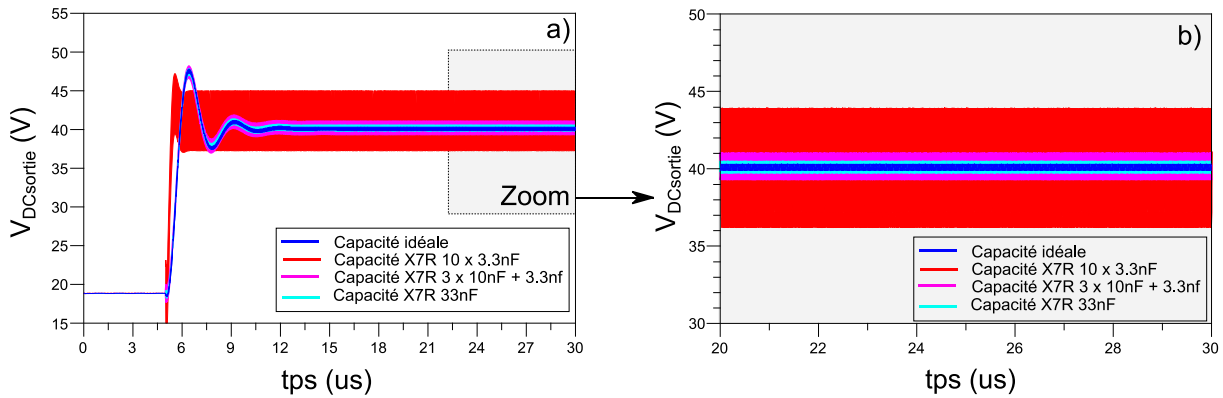 a)
V_DCsortie (V)
55
50
45
40
35
30
25
20
15
Zoom
Capacité idéale
Capacité X7R 10 x 3.3nF
Capacité X7R 3 x 10nF + 3.3nf
Capacité X7R 33nF
0 3 6 9 12 15 18 21 24 27 30
tps (us)
b)
V_DCsortie (V)
50
45
40
35
30
Capacité idéale
Capacité X7R 10 x 3.3nF
Capacité X7R 3 x 10nF + 3.3nf
Capacité X7R 33nF
20 22 24 26 28 30
tps (us)